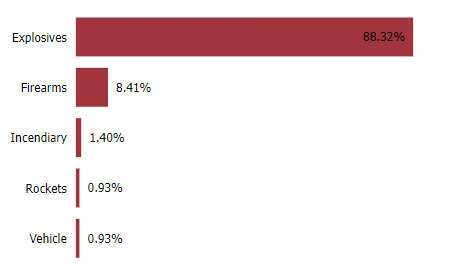 Explosives 88.32%
Firearms 8.41%
Incendiary 1.40%
Rockets 0.93%
Vehicle 0.93%